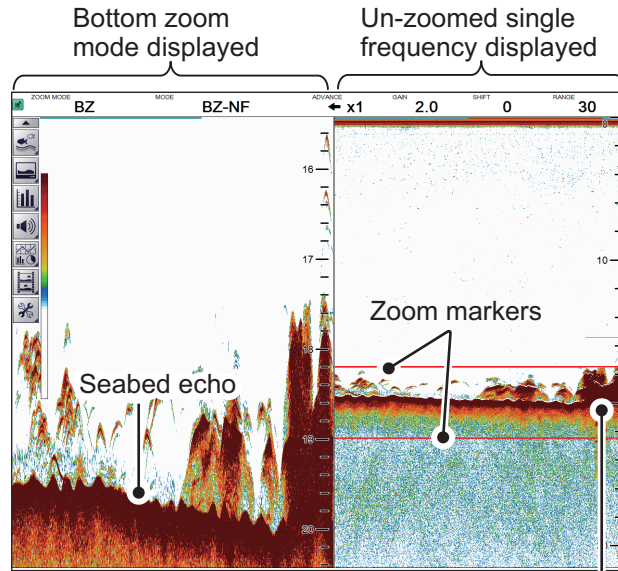 Bottom zoom
mode displayed
Un-zoomed single
frequency displayed
ZOOM MODE BZ MODE BZ-NF ADVANCE x1 GAIN 2.0 SHIFT 0 RANGE 30
16
17
18
19
20
10
Zoom markers
Seabed echo